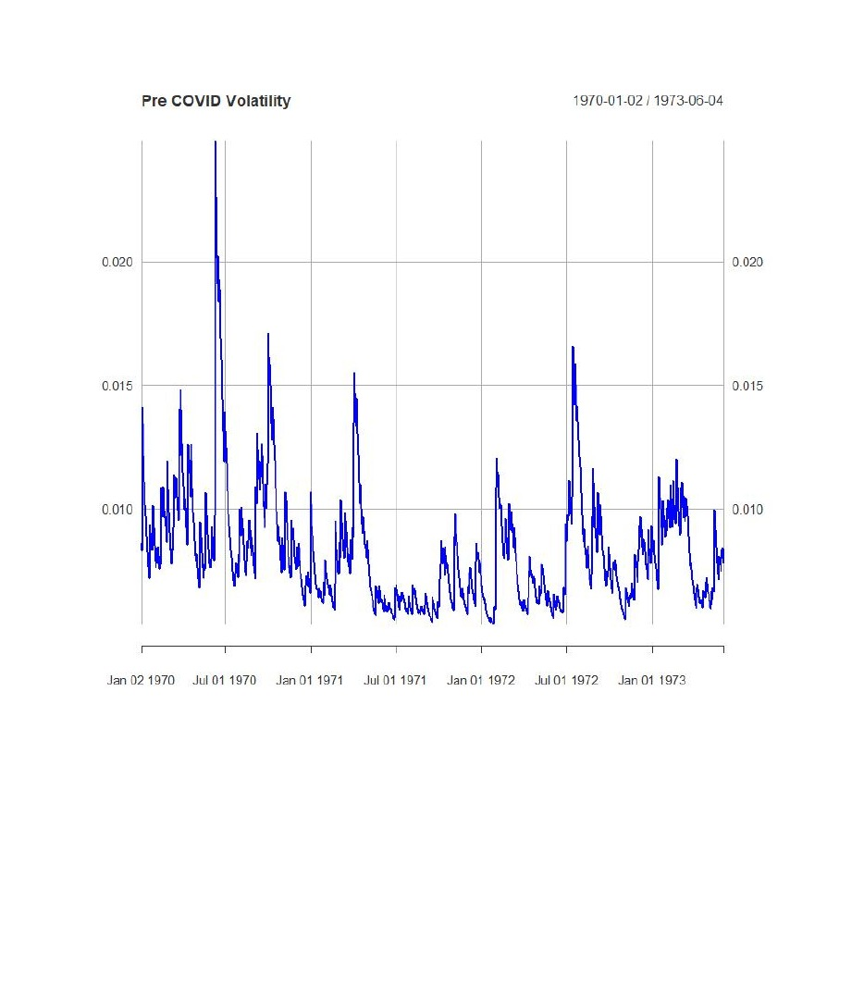 Pre COVID Volatility 1970-01-02 / 1973-06-04
0.020 0.020
0.015 0.015
0.010 0.010
Jan 02 1970 Jul 01 1970 Jan 01 1971 Jul 01 1971 Jan 01 1972 Jul 01 1972 Jan 01 1973